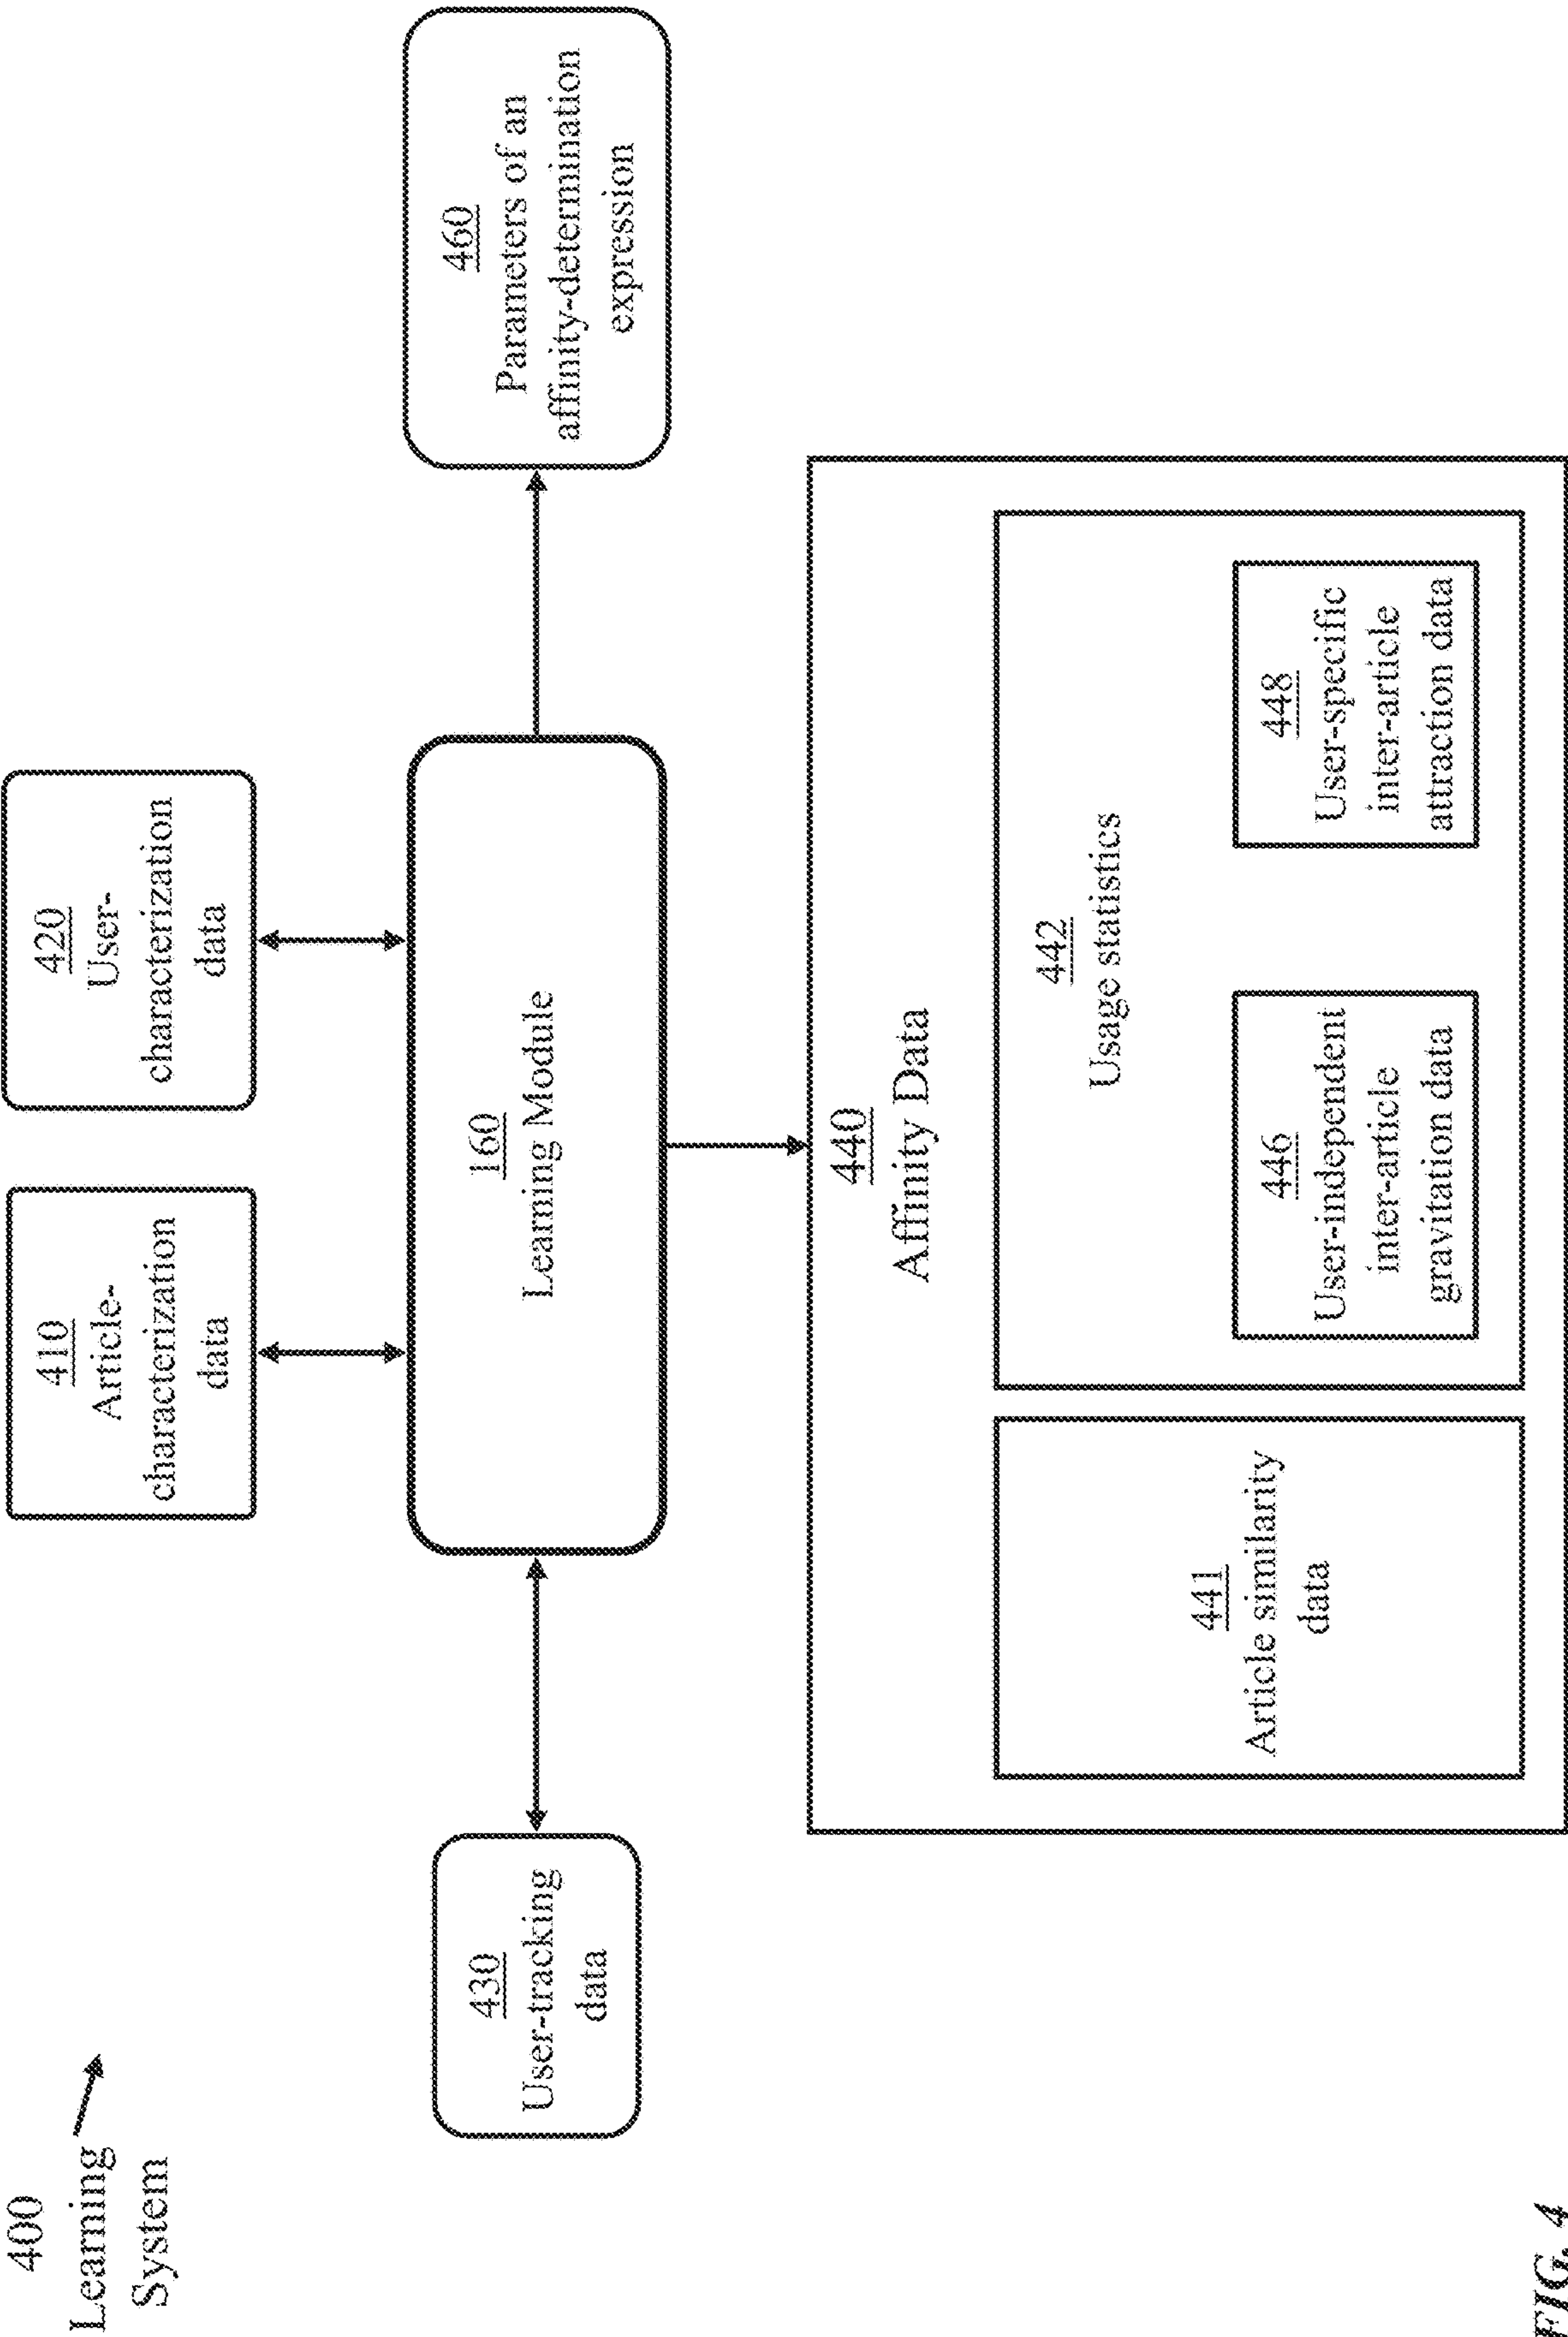 400
Learning
System
410
Article-
characterization
data
420
User-
characterization
data
430
User-tracking
data
160
Learning Module
460
Parameters of an
affinity-determination
expression
440
Affinity Data
441
Article similarity
data
442
Usage statistics
446
User-independent
inter-article
gravitation data
448
User-specific
inter-article
attraction data
FIG. 4